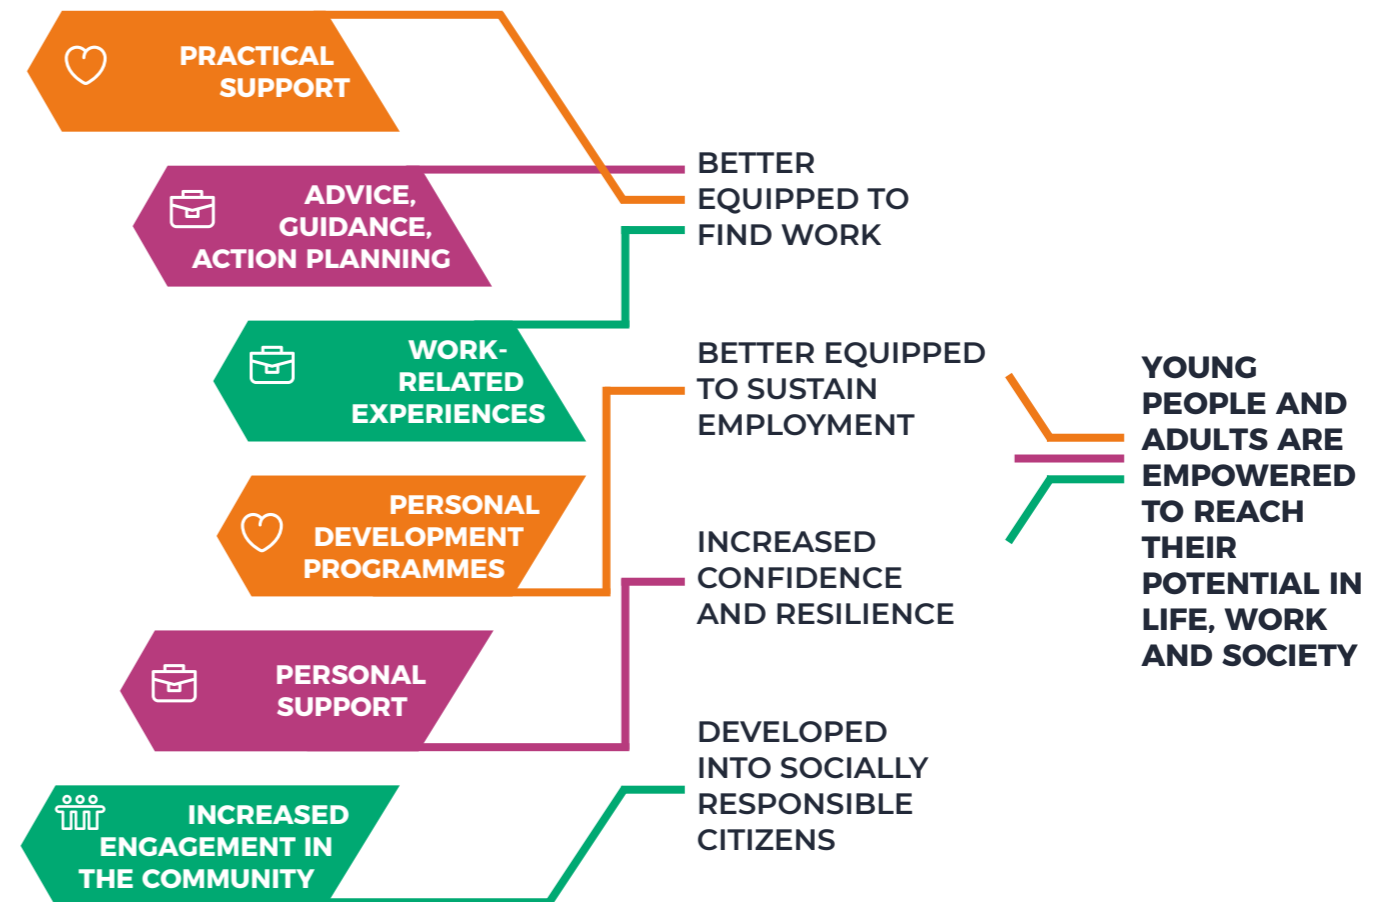 PRACTICAL
SUPPORT
ADVICE,
GUIDANCE,
ACTION PLANNING
WORK-
RELATED
EXPERIENCES
PERSONAL
DEVELOPMENT
PROGRAMMES
PERSONAL
SUPPORT
INCREASED
ENGAGEMENT IN
THE COMMUNITY
BETTER
EQUIPPED TO
FIND WORK
BETTER EQUIPPED
TO SUSTAIN
EMPLOYMENT
INCREASED
CONFIDENCE
AND RESILIENCE
DEVELOPED
INTO SOCIALLY
RESPONSIBLE
CITIZENS
YOUNG
PEOPLE AND
ADULTS ARE
EMPOWERED
TO REACH
THEIR
POTENTIAL IN
LIFE, WORK
AND SOCIETY